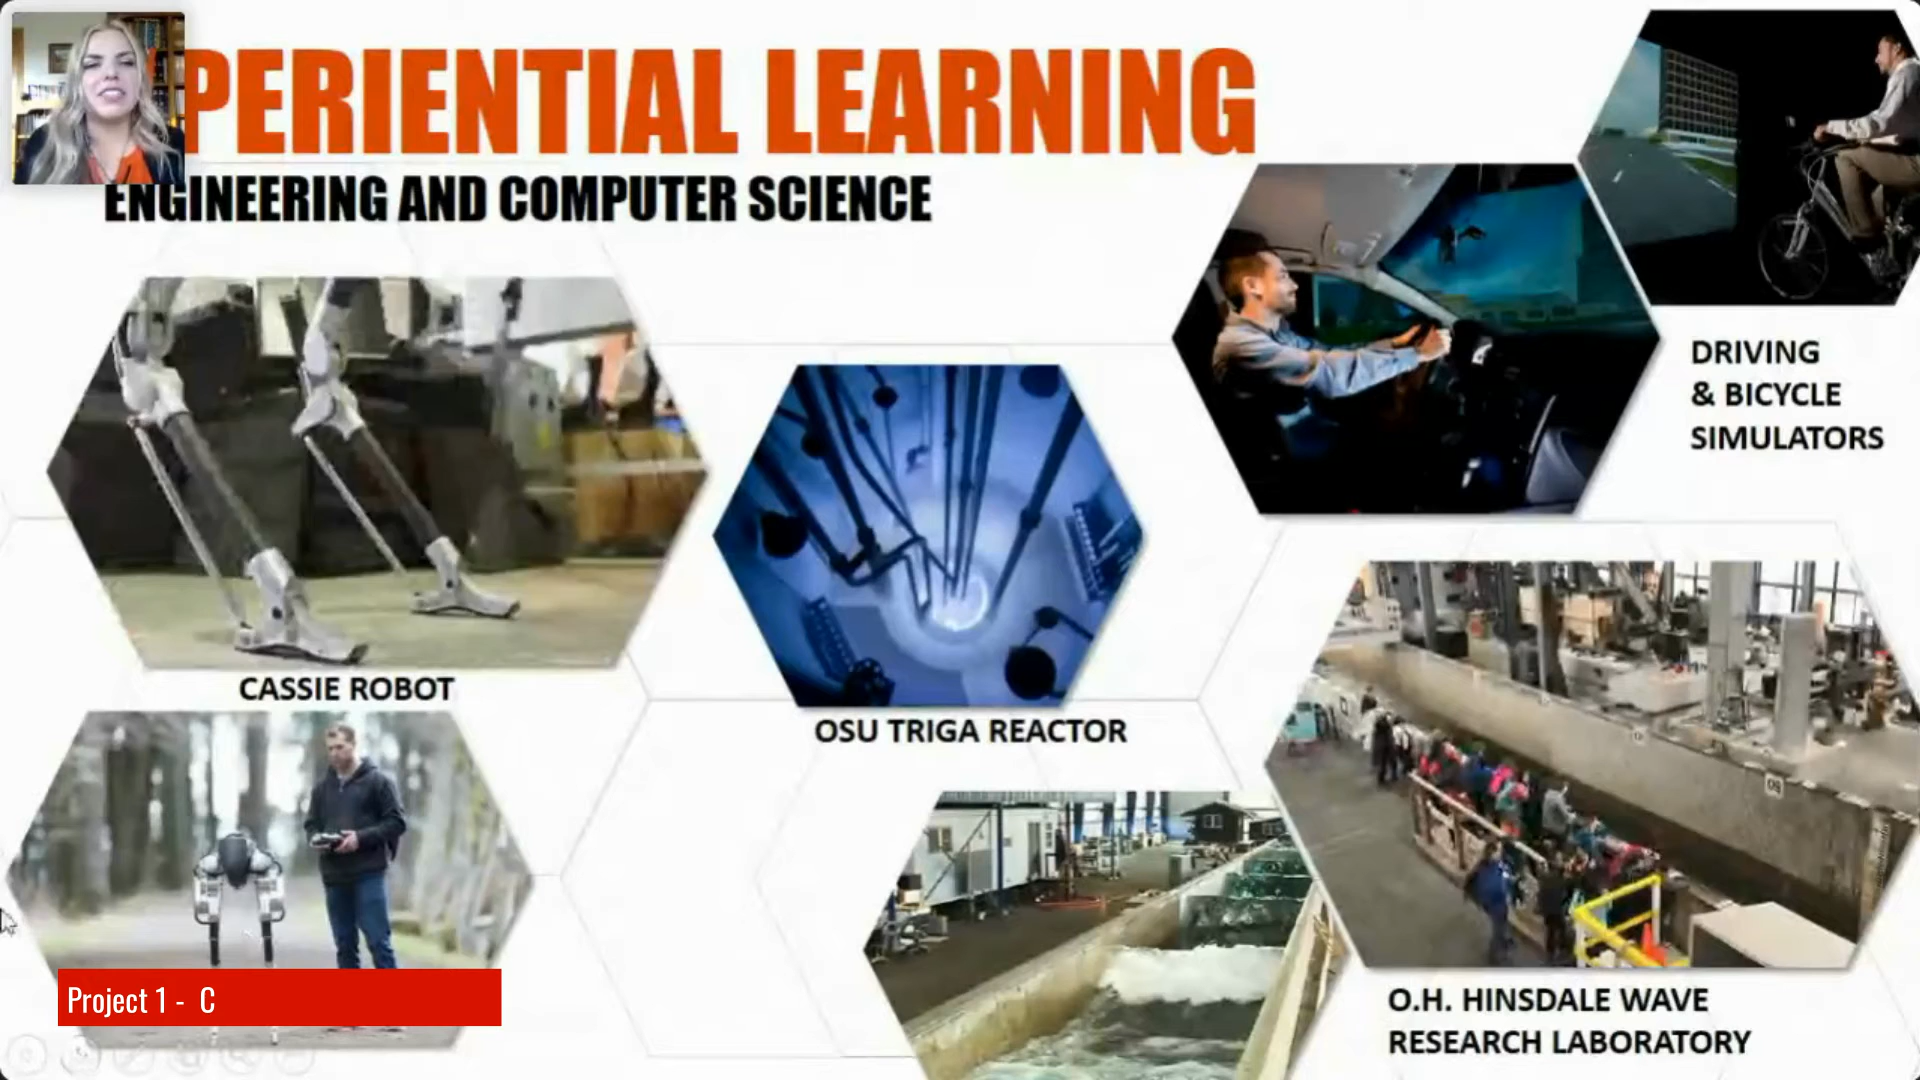 PERIENTIAL LEARNING
ENGINEERING AND COMPUTER SCIENCE
DRIVING
& BICYCLE
SIMULATORS
CASSIE ROBOT
OSU TRIGA REACTOR
Project 1 - C
O.H. HINSDALE WAVE
RESEARCH LABORATORY